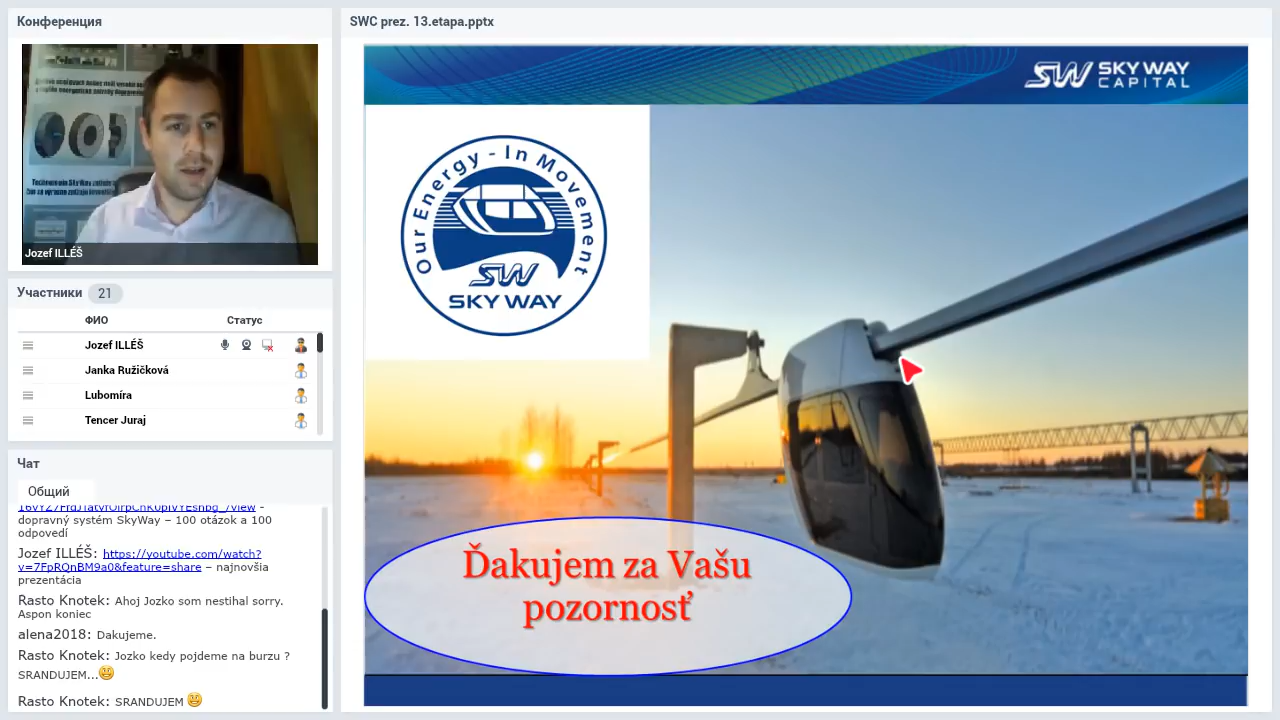 Конференция
SWC prez. 13.etapa.pptx
Jozef ILLÉŠ
Участники 21
ФИО Статус
Jozef ILLÉŠ
Janka Ružičková
Lubomíra
Tencer Juraj
Чат
Общий
dopravný systém SkyWay – 100 otázok a 100
odpovedí
Jozef ILLÉŠ: https://youtube.com/watch?
v=7FpRQnBM9a0&feature=share – najnovšia
prezentácia
Rasto Knotek: Ahoj Jozko som nestihal sorry.
Aspon koniec
alena2018: Dakujeme.
Rasto Knotek: Jozko kedy pojdeme na burzu ?
SRANDUJEM...
Rasto Knotek: SRANDUJEM
SW SKY WAY
CAPITAL
Our Energy - In Movement
SW
SKY WAY
Ďakujem za Vašu
pozornosť